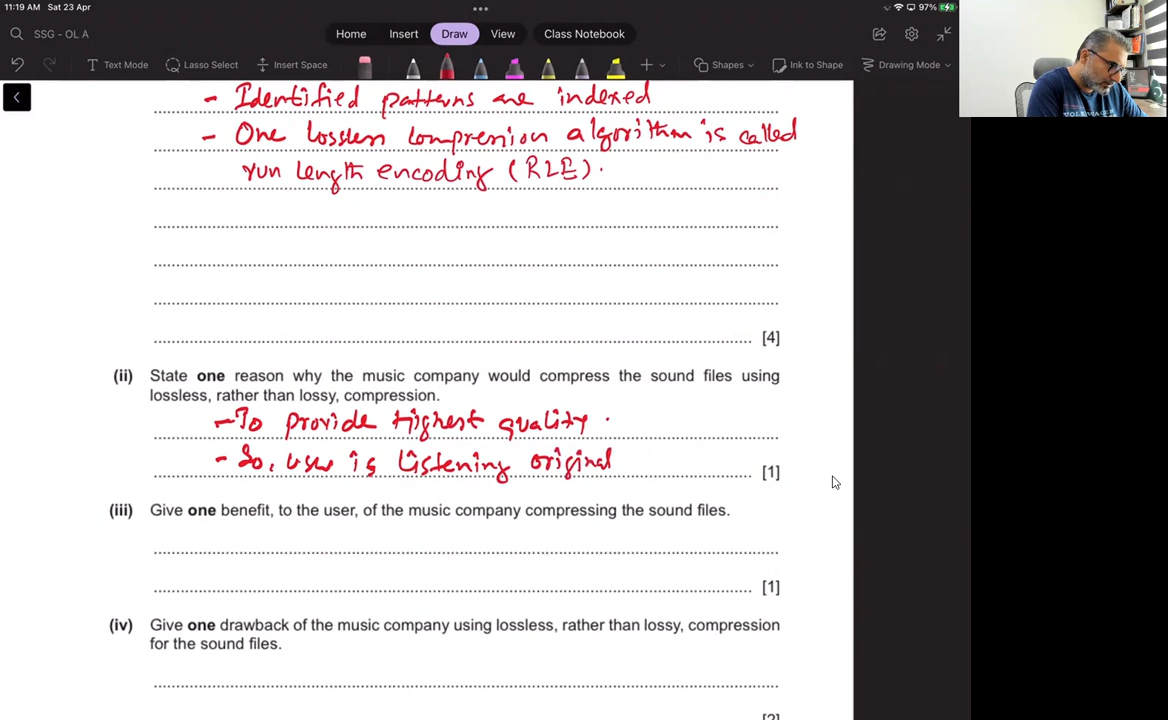 11:19 AM Sat 23 Apr
97%
SSG - OL A
Home Insert Draw View Class Notebook
Text Mode Lasso Select Insert Space Shapes Ink to Shape Drawing Mode
- Identified patterns are indexed
- One lossless compression algorithm is called
run length encoding (RLE).
[4]
(ii) State one reason why the music company would compress the sound files using
lossless, rather than lossy, compression.
- To provide highest quality.
- So, user is listening original
[1]
(iii) Give one benefit, to the user, of the music company compressing the sound files.
[1]
(iv) Give one drawback of the music company using lossless, rather than lossy, compression
for the sound files.
[2]